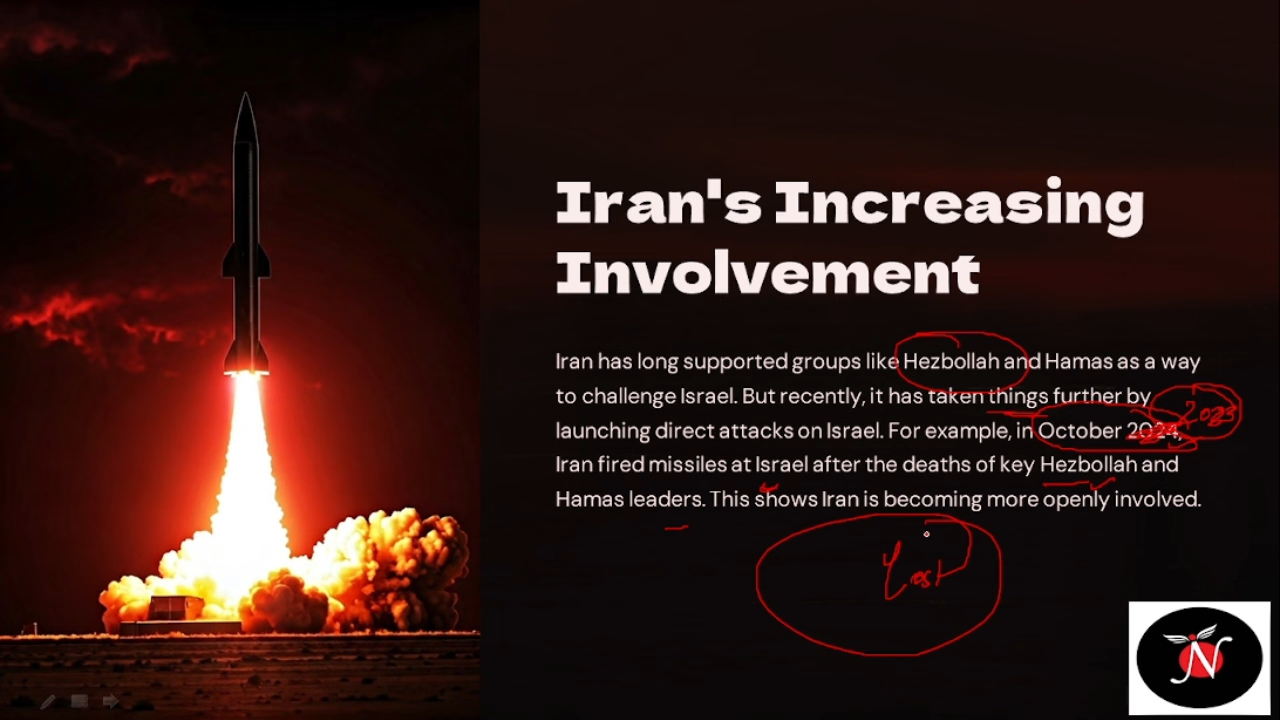 Iran's Increasing
Involvement
Iran has long supported groups like Hezbollah and Hamas as a way
to challenge Israel. But recently, it has taken things further by
2023
launching direct attacks on Israel. For example, in October 2024,
Iran fired missiles at Israel after the deaths of key Hezbollah and
Hamas leaders. This shows Iran is becoming more openly involved.
N